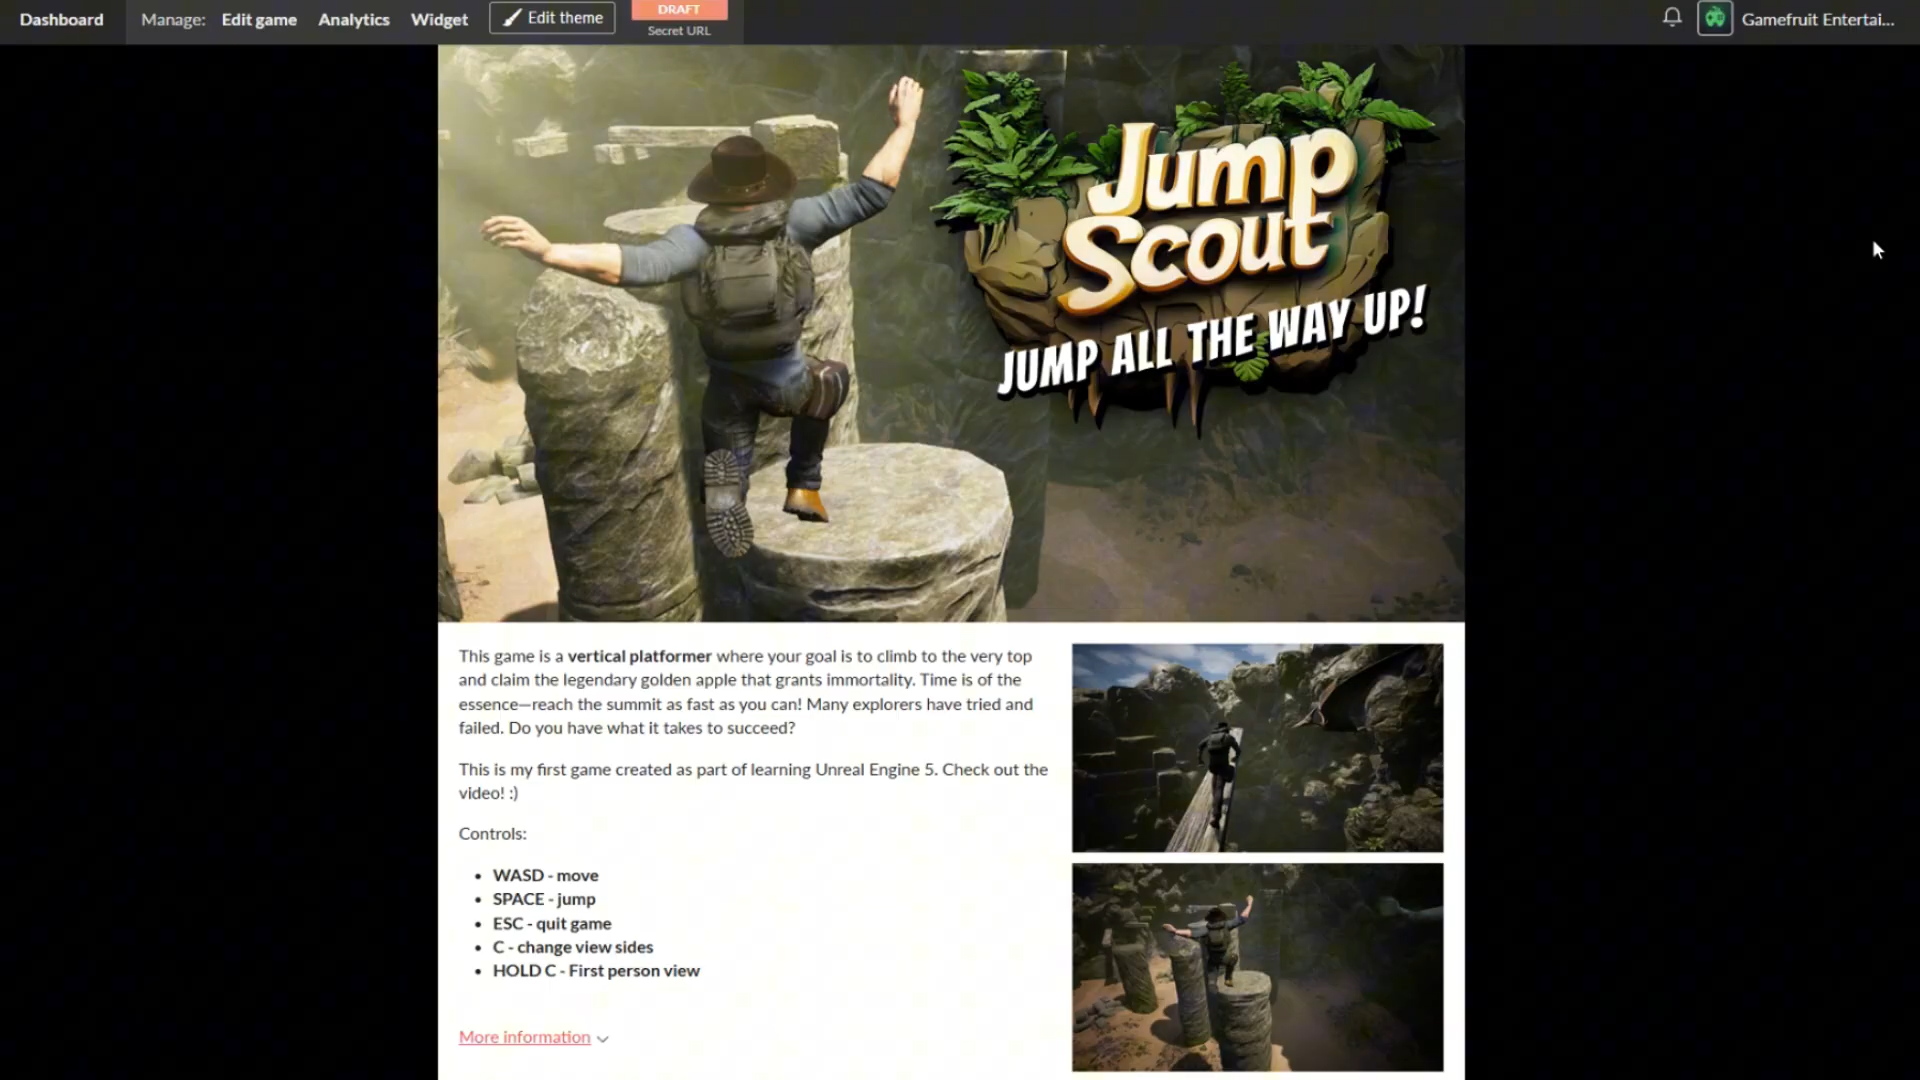 Dashboard Manage: Edit game Analytics Widget Edit theme DRAFT Gamefruit Entertai...
Secret URL
Jump
Scout
JUMP ALL THE WAY UP!
This game is a vertical platformer where your goal is to climb to the very top
and claim the legendary golden apple that grants immortality. Time is of the
essence—reach the summit as fast as you can! Many explorers have tried and
failed. Do you have what it takes to succeed?
This is my first game created as part of learning Unreal Engine 5. Check out the
video! :)
Controls:
• WASD - move
• SPACE - jump
• ESC - quit game
• C - change view sides
• HOLD C - First person view
More information